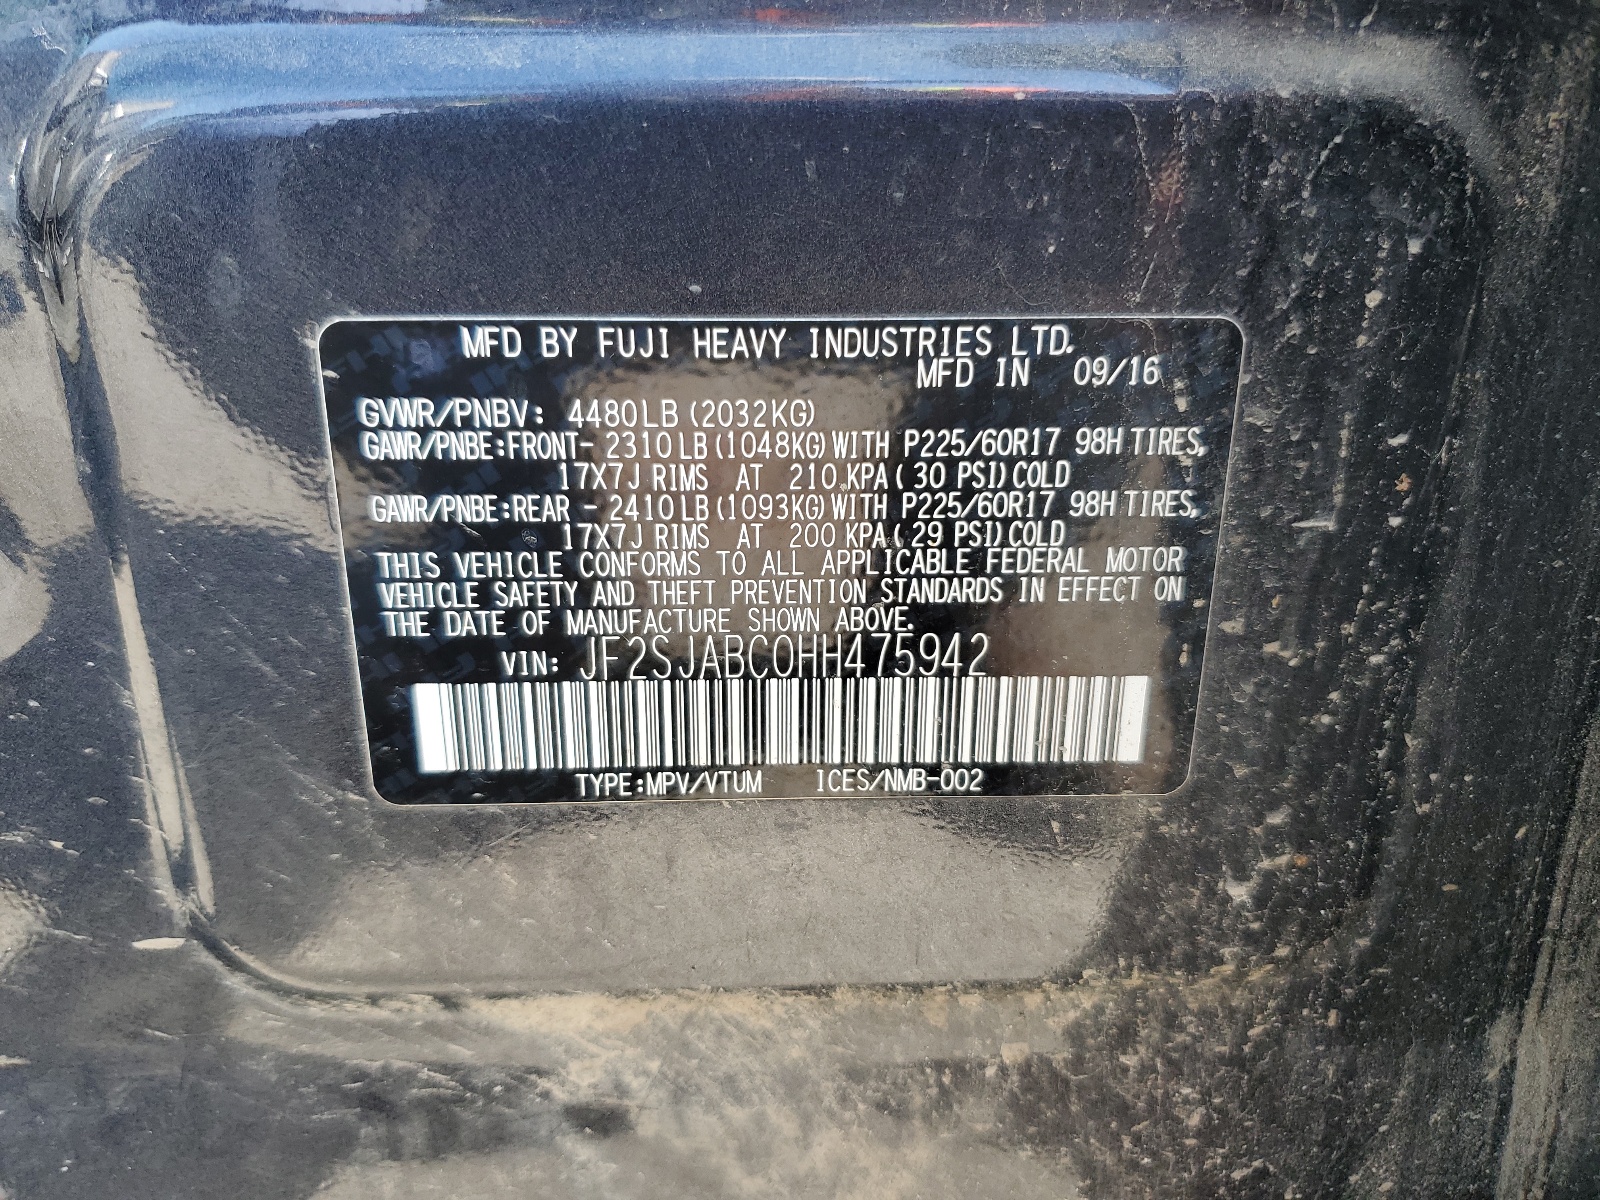 MFD BY FUJI HEAVY INDUSTRIES LTD.
MFD IN 09/16
GVWR/PNBV: 4480LB (2032KG)
GAWR/PNBE:FRONT- 2310LB (1048KG) WITH P225/60R17 98H TIRES,
17X7J RIMS AT 210 KPA (30 PSI) COLD
GAWR/PNBE:REAR - 2410LB (1093KG) WITH P225/60R17 98H TIRES,
17X7J RIMS AT 200 KPA (29 PSI) COLD
THIS VEHICLE CONFORMS TO ALL APPLICABLE FEDERAL MOTOR
VEHICLE SAFETY AND THEFT PREVENTION STANDARDS IN EFFECT ON
THE DATE OF MANUFACTURE SHOWN ABOVE.
VIN: JF2SJABC0HH475942
TYPE:MPV/VTUM ICES/NMB-002